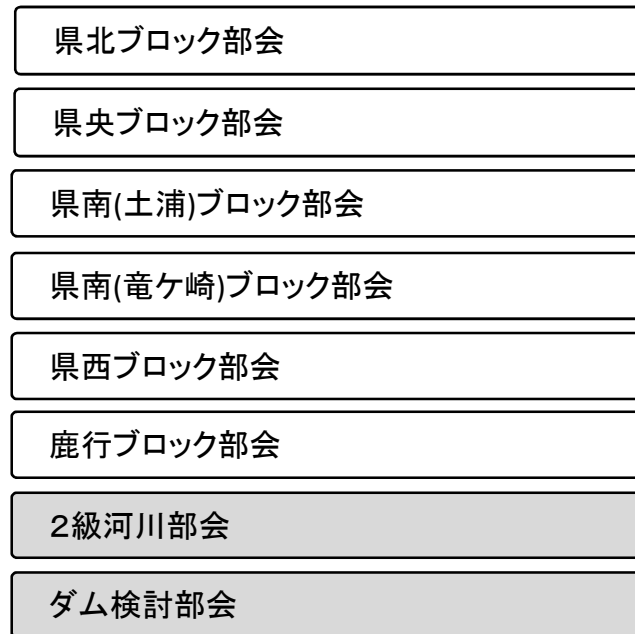 県北ブロック部会
県央ブロック部会
県南(土浦)ブロック部会
県南(竜ケ崎)ブロック部会
県西ブロック部会
鹿行ブロック部会
２級河川部会
ダム検討部会